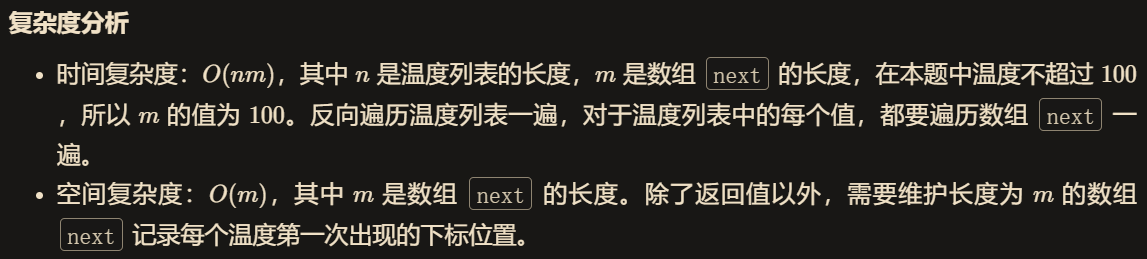 复杂度分析
• 时间复杂度：O(nm)，其中 n 是温度列表的长度，m 是数组 next 的长度，在本题中温度不超过 100
，所以 m 的值为 100。反向遍历温度列表一遍，对于温度列表中的每个值，都要遍历数组 next 一
遍。
• 空间复杂度：O(m)，其中 m 是数组 next 的长度。除了返回值以外，需要维护长度为 m 的数组
next 记录每个温度第一次出现的下标位置。